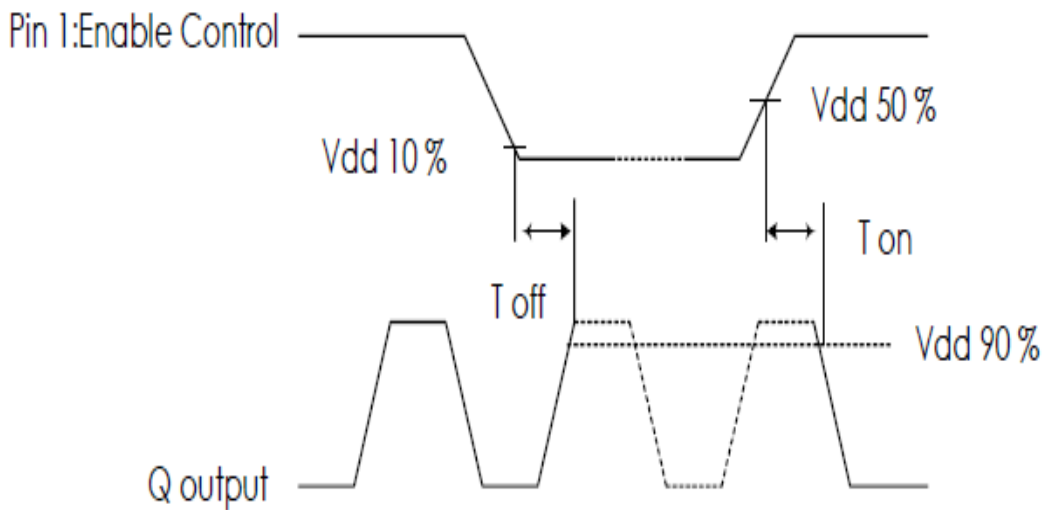 Pin 1:Enable Control
Vdd 50 %
Vdd 10 %
T on
T off
Vdd 90 %
Q output